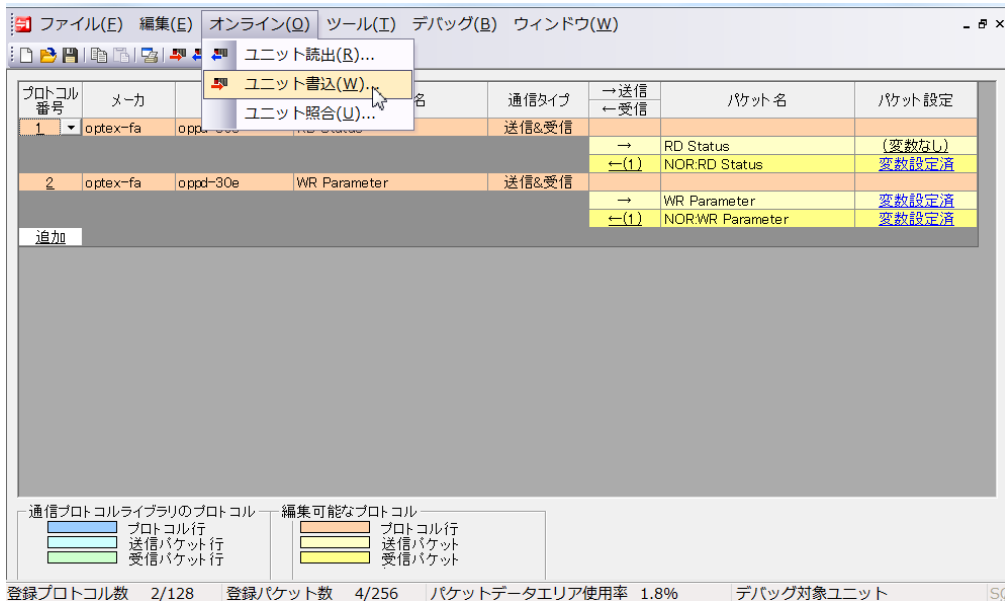 ファイル(F) 編集(E) オンライン(O) ツール(T) デバッグ(B) ウィンドウ(W)
ユニット読出(R)...
ユニット書込(W)...
ユニット照合(U)...
プロトコル番号 メーカ 名 通信タイプ →送信 ←受信 パケット名 パケット設定
1 optex-fa 送信&受信
→ RD Status (変数なし)
←(1) NOR:RD Status 変数設定済
2 optex-fa oppd-30e WR Parameter 送信&受信
→ WR Parameter 変数設定済
←(1) NOR:WR Parameter 変数設定済
追加
通信プロトコルライブラリのプロトコル 編集可能なプロトコル
プロトコル行 プロトコル行
送信パケット行 送信パケット
受信パケット行 受信パケット
登録プロトコル数 2/128 登録パケット数 4/256 パケットデータエリア使用率 1.8% デバッグ対象ユニット